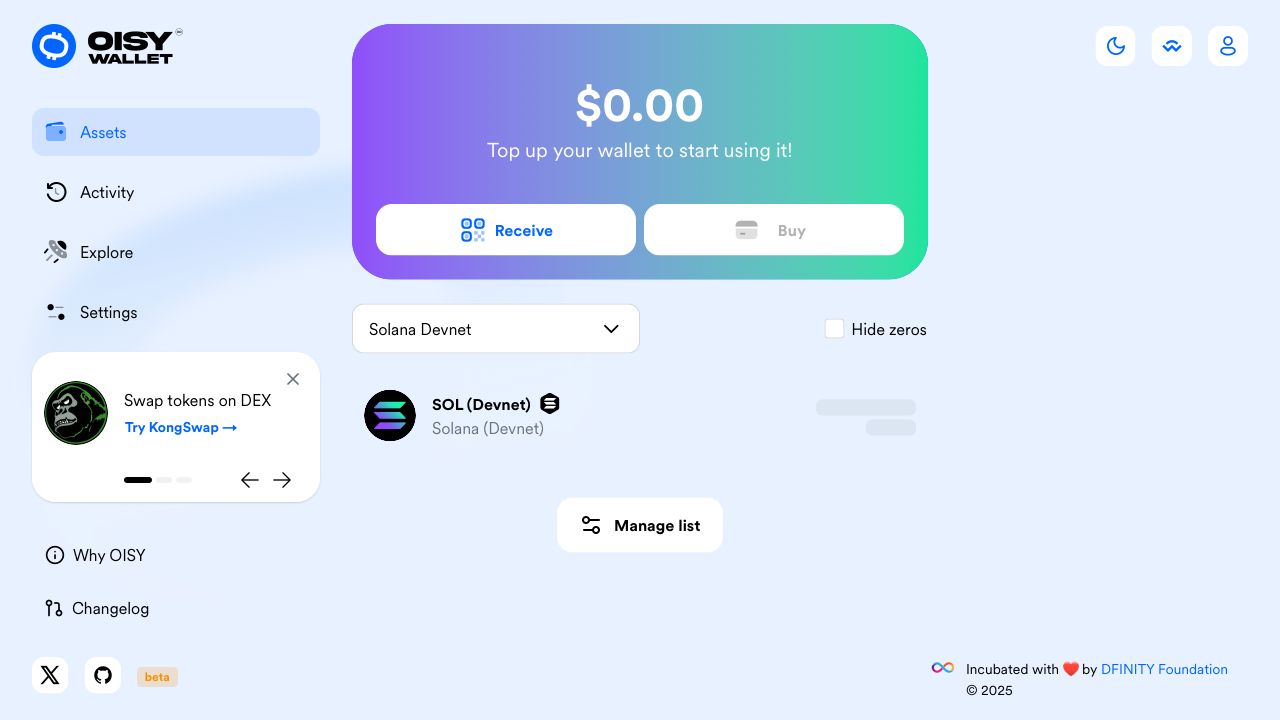 OISY
WALLET
Assets
Activity
Explore
Settings
Swap tokens on DEX
Try KongSwap →
Why OISY
Changelog
beta
$0.00
Top up your wallet to start using it!
Receive
Buy
Solana Devnet
Hide zeros
SOL (Devnet)
Solana (Devnet)
Manage list
Incubated with ❤️ by DFINITY Foundation
© 2025